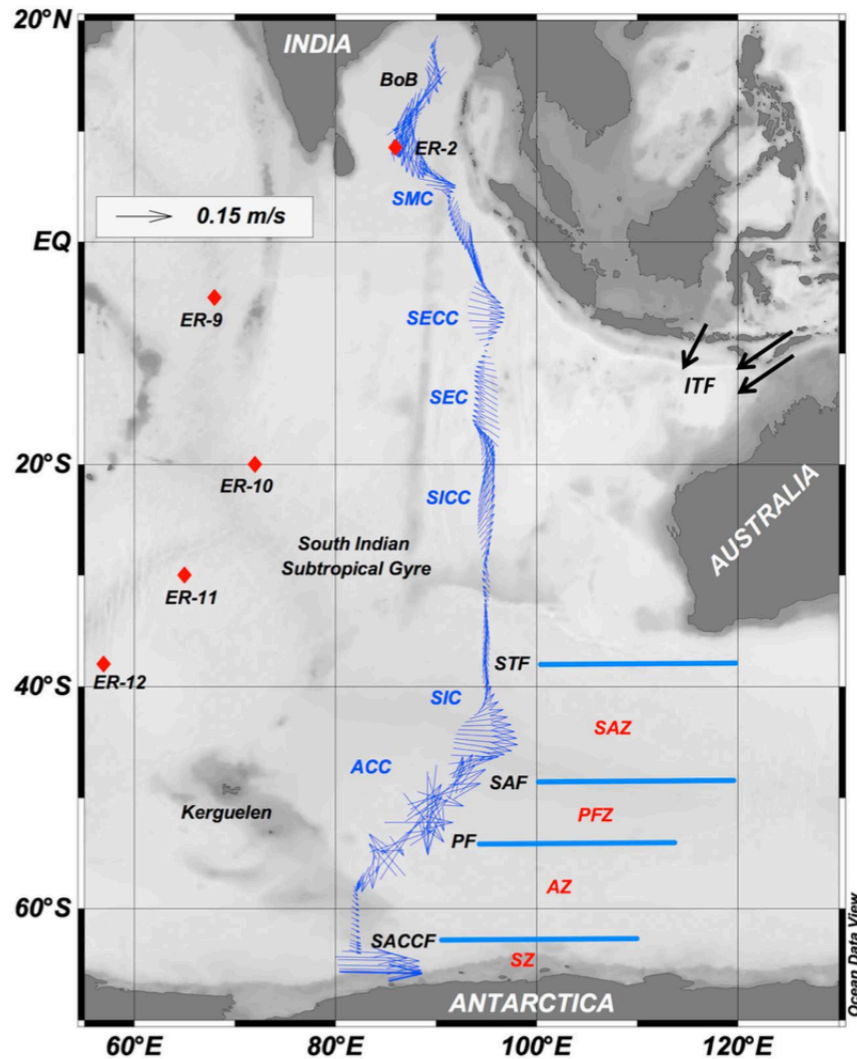 20°N
INDIA
BoB
ER-2
SMC
0.15 m/s
EQ
ER-9
SECC
ITF
SEC
20°S
ER-10
SICC
AUSTRALIA
South Indian
Subtropical Gyre
ER-11
STF
ER-12
40°S
SIC
SAZ
ACC
SAF
Kerguelen
PFZ
PF
AZ
60°S
SACCF
SZ
ANTARCTICA
Ocean Data View
60°E
80°E
100°E
120°E